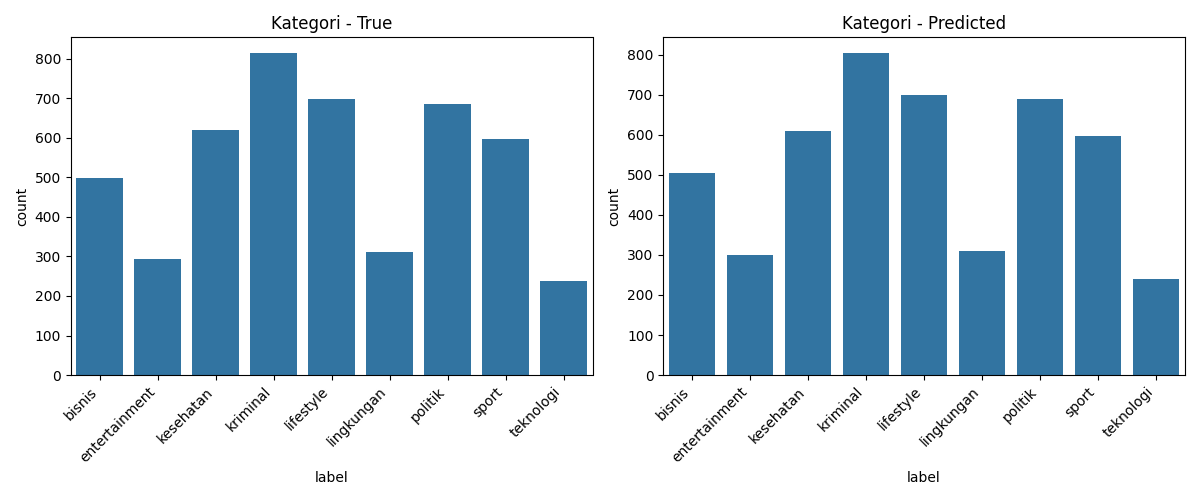 Kategori - True
count
800
700
600
500
400
300
200
100
0
bisnis
entertainment
kesehatan
kriminal
lifestyle
lingkungan
politik
sport
teknologi
label
Kategori - Predicted
count
800
700
600
500
400
300
200
100
0
bisnis
entertainment
kesehatan
kriminal
lifestyle
lingkungan
politik
sport
teknologi
label